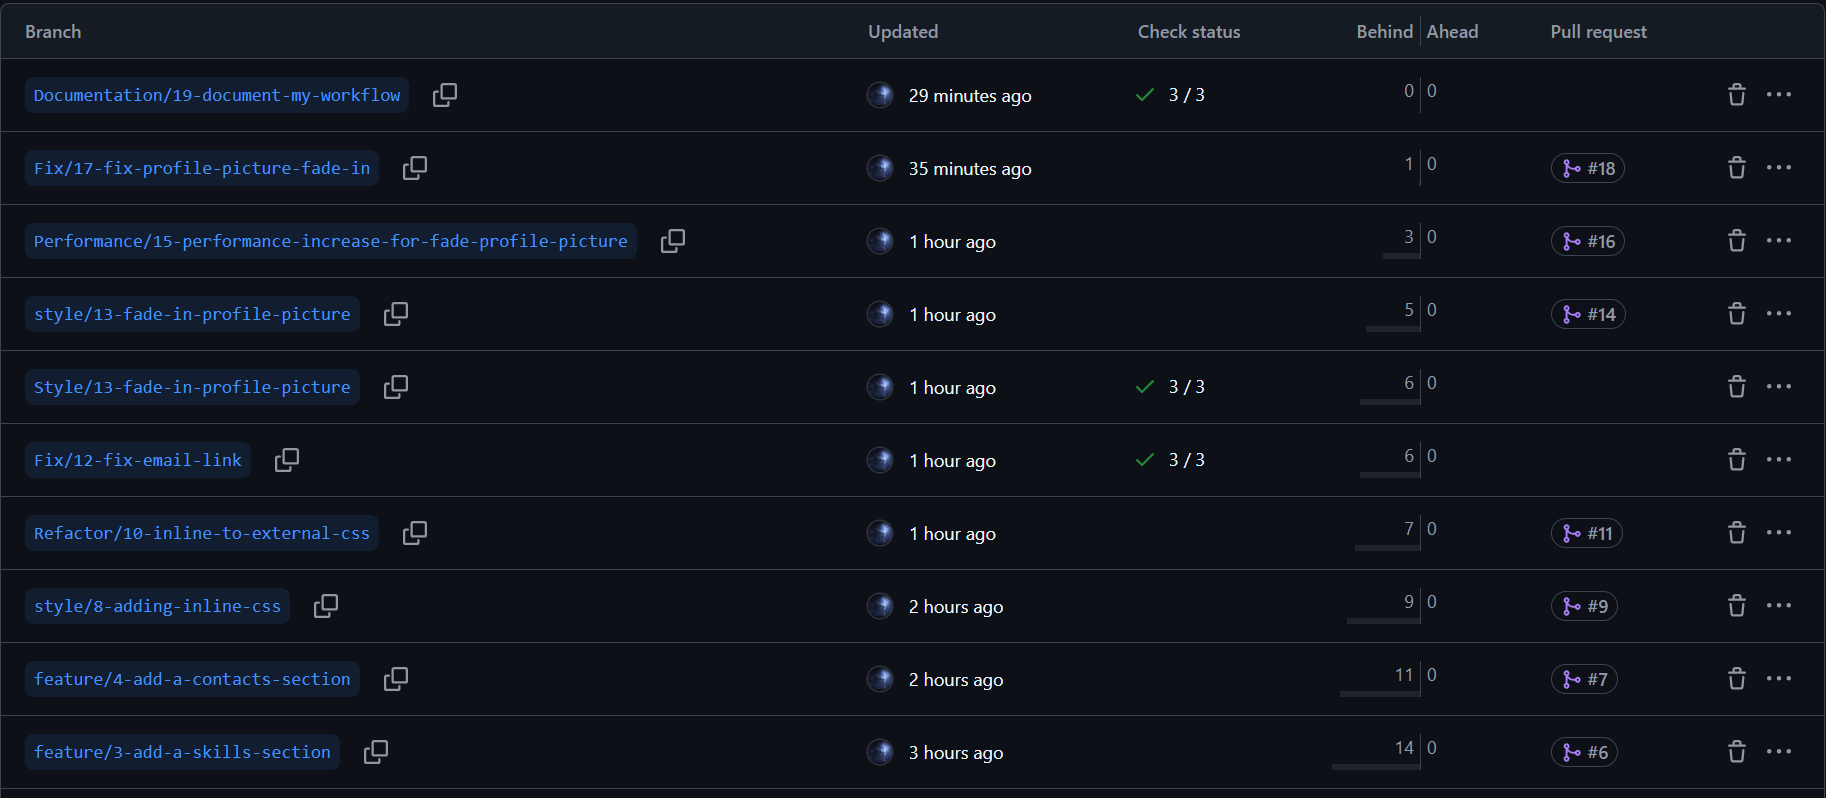 Branch Updated Check status Behind Ahead Pull request
Documentation/19-document-my-workflow 29 minutes ago 3 / 3 0 0
Fix/17-fix-profile-picture-fade-in 35 minutes ago 1 0 #18
Performance/15-performance-increase-for-fade-profile-picture 1 hour ago 3 0 #16
style/13-fade-in-profile-picture 1 hour ago 5 0 #14
Style/13-fade-in-profile-picture 1 hour ago 3 / 3 6 0
Fix/12-fix-email-link 1 hour ago 3 / 3 6 0
Refactor/10-inline-to-external-css 1 hour ago 7 0 #11
style/8-adding-inline-css 2 hours ago 9 0 #9
feature/4-add-a-contacts-section 2 hours ago 11 0 #7
feature/3-add-a-skills-section 3 hours ago 14 0 #6